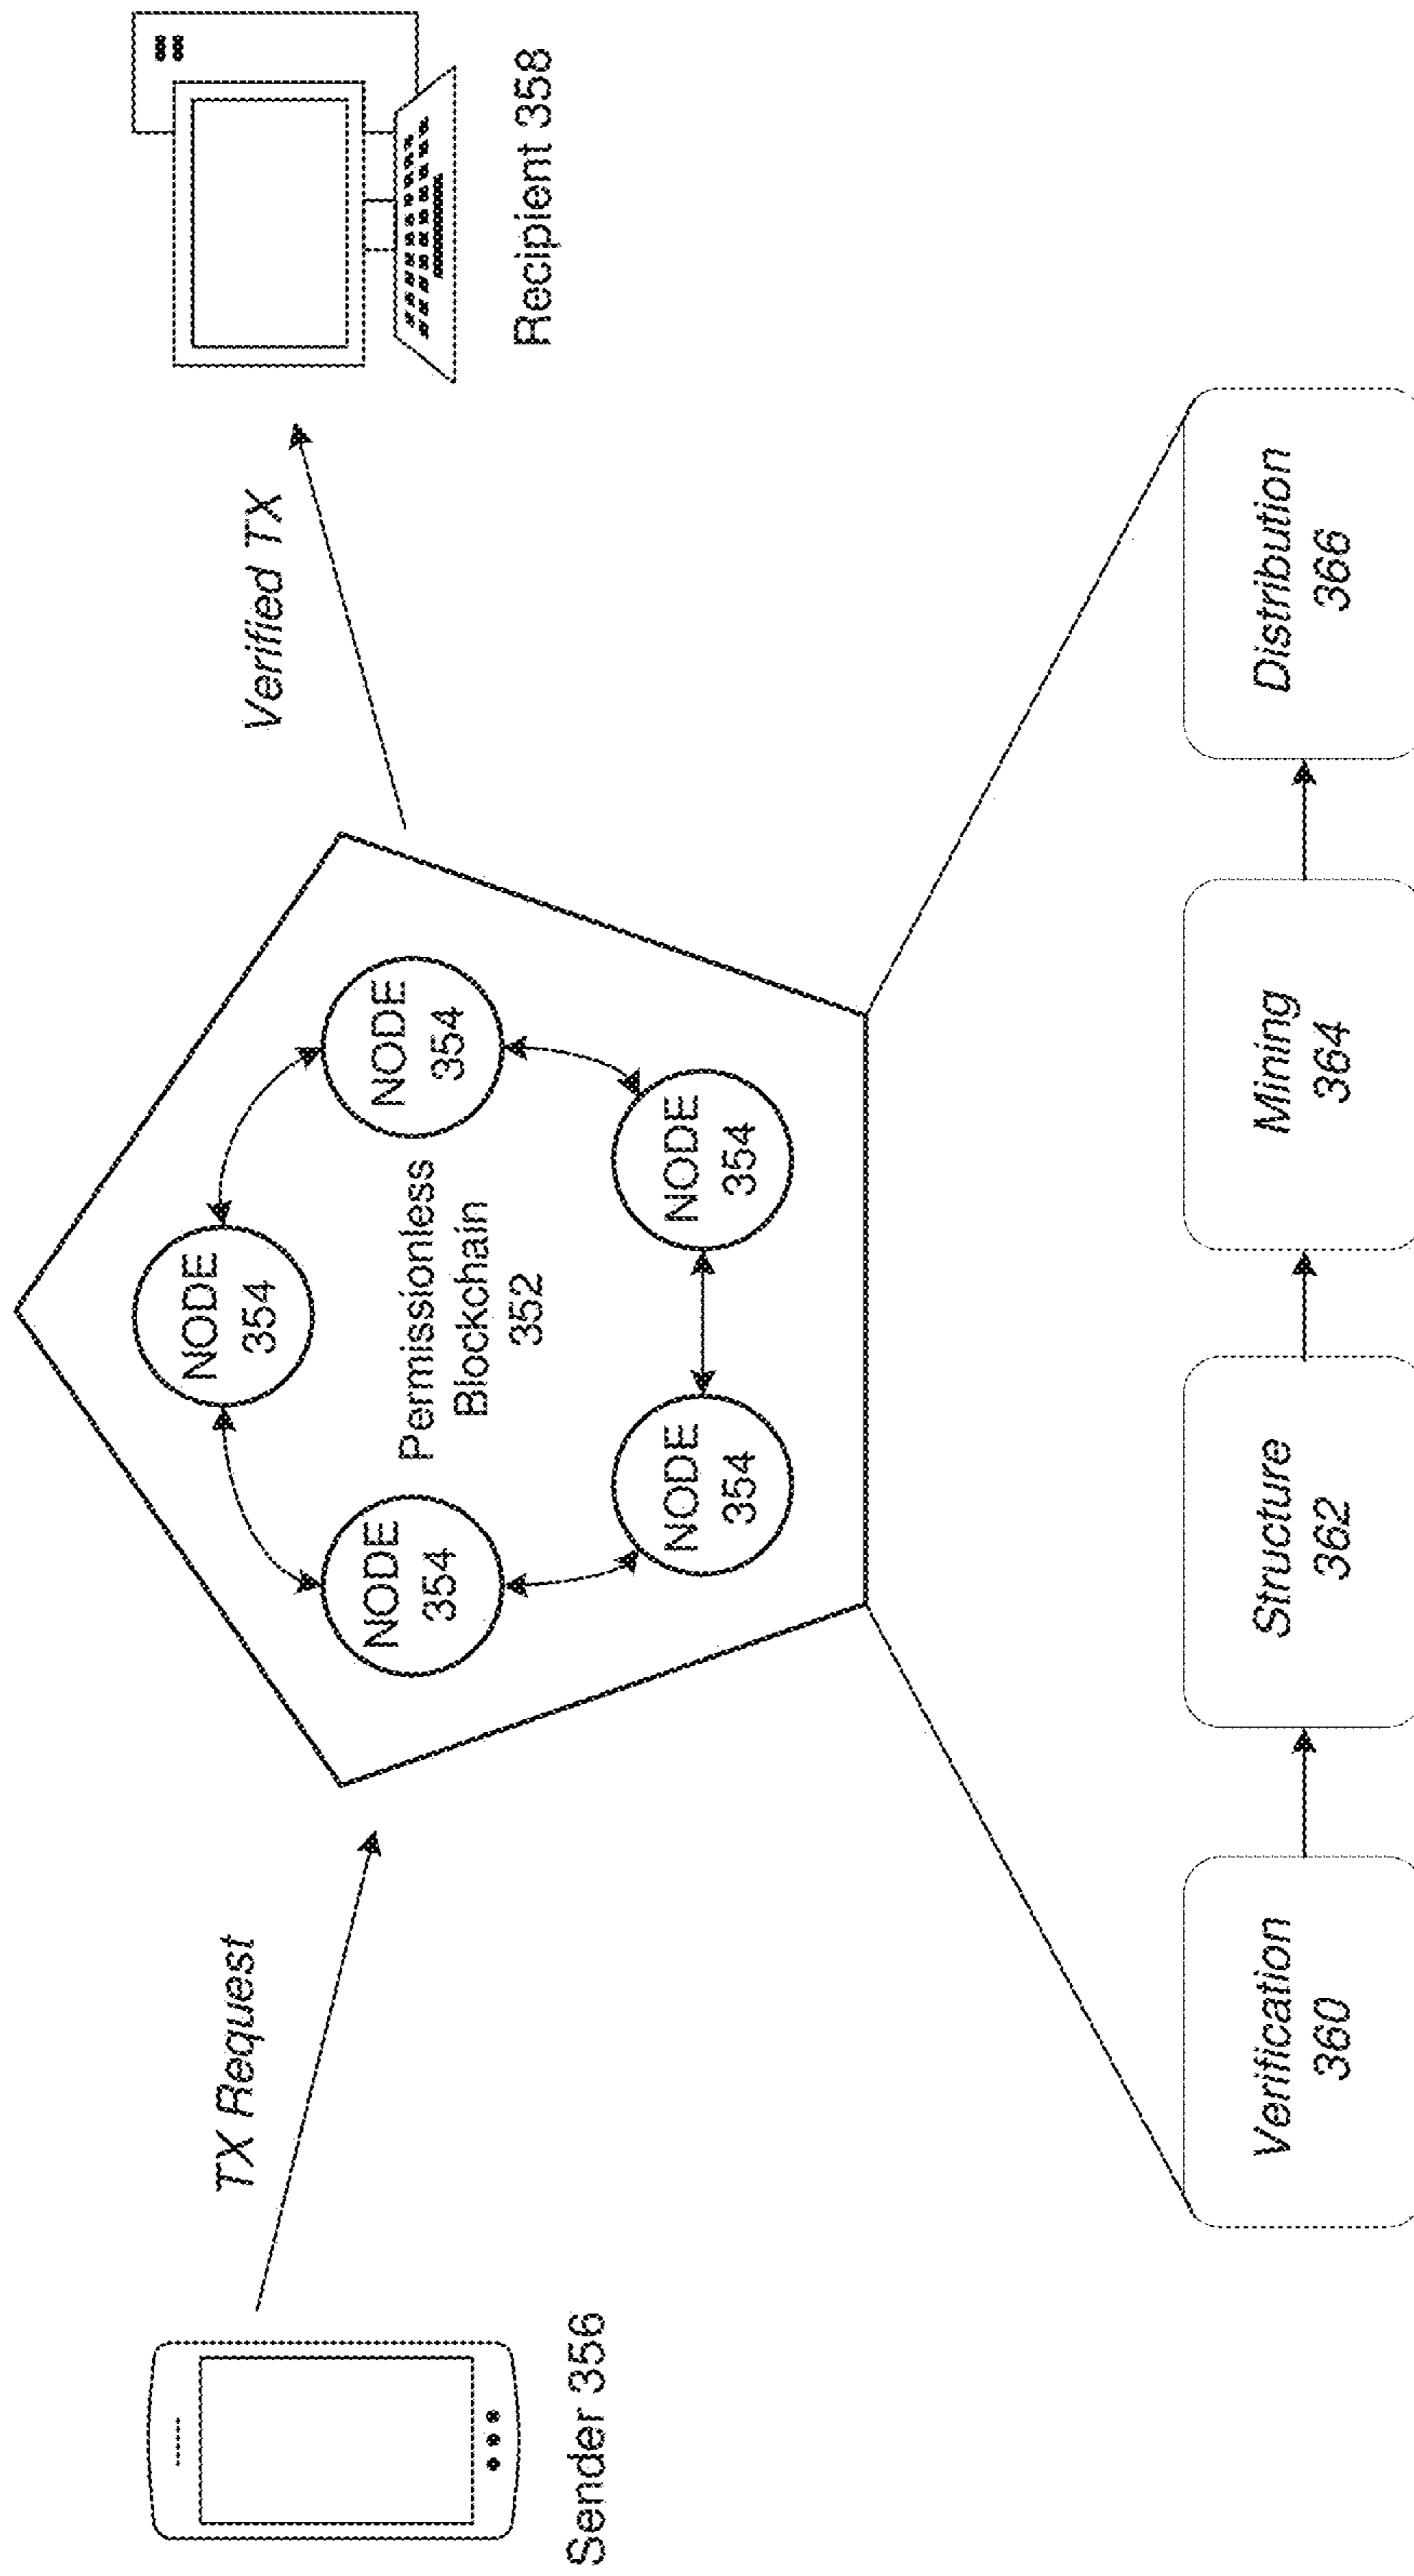 TX Request
Verified TX
Sender 356
Recipient 358
NODE
354
NODE
354
NODE
354
Permissionless
Blockchain
352
NODE
354
NODE
354
Verification
360
Structure
362
Mining
364
Distribution
366